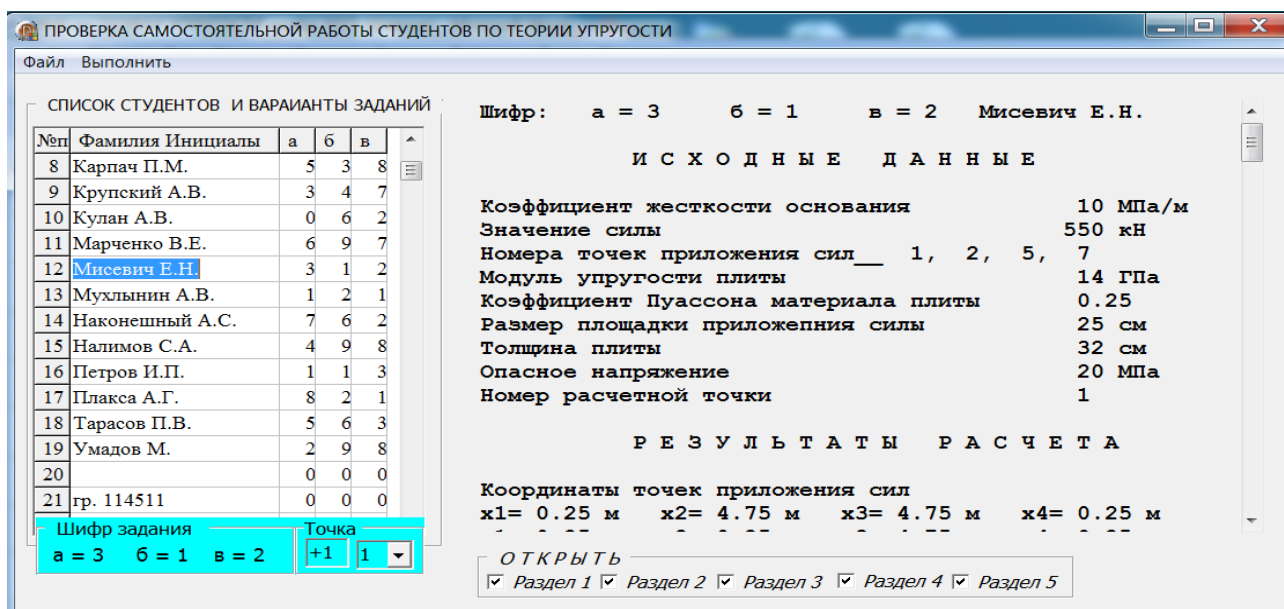 ПРОВЕРКА САМОСТОЯТЕЛЬНОЙ РАБОТЫ СТУДЕНТОВ ПО ТЕОРИИ УПРУГОСТИ
Файл Выполнить
СПИСОК СТУДЕНТОВ И ВАРАИАНТЫ ЗАДАНИЙ
№п Фамилия Инициалы а б в
8 Карпач П.М. 5 3 8
9 Крупский А.В. 3 4 7
10 Кулан А.В. 0 6 2
11 Марченко В.Е. 6 9 7
12 Мисевич Е.Н. 3 1 2
13 Мухлынин А.В. 1 2 1
14 Наконешный А.С. 7 6 2
15 Налимов С.А. 4 9 8
16 Петров И.П. 1 1 3
17 Плакса А.Г. 8 2 1
18 Тарасов П.В. 5 6 3
19 Умадов М. 2 9 8
20 0 0 0
21 гр. 114511 0 0 0
Шифр задания
а = 3 б = 1 в = 2
Точка
+1 1
Шифр: а = 3 б = 1 в = 2 Мисевич Е.Н.
И С Х О Д Н Ы Е Д А Н Н Ы Е
Коэффициент жесткости основания 10 МПа/м
Значение силы 550 кН
Номера точек приложения сил__ 1, 2, 5, 7
Модуль упругости плиты 14 ГПа
Коэффициент Пуассона материала плиты 0.25
Размер площадки приложепния силы 25 см
Толщина плиты 32 см
Опасное напряжение 20 МПа
Номер расчетной точки 1
Р Е З У Л Ь Т А Т Ы Р А С Ч Е Т А
Координаты точек приложения сил
x1= 0.25 м x2= 4.75 м x3= 4.75 м x4= 0.25 м
ОТКРЫТЬ
Раздел 1 Раздел 2 Раздел 3 Раздел 4 Раздел 5